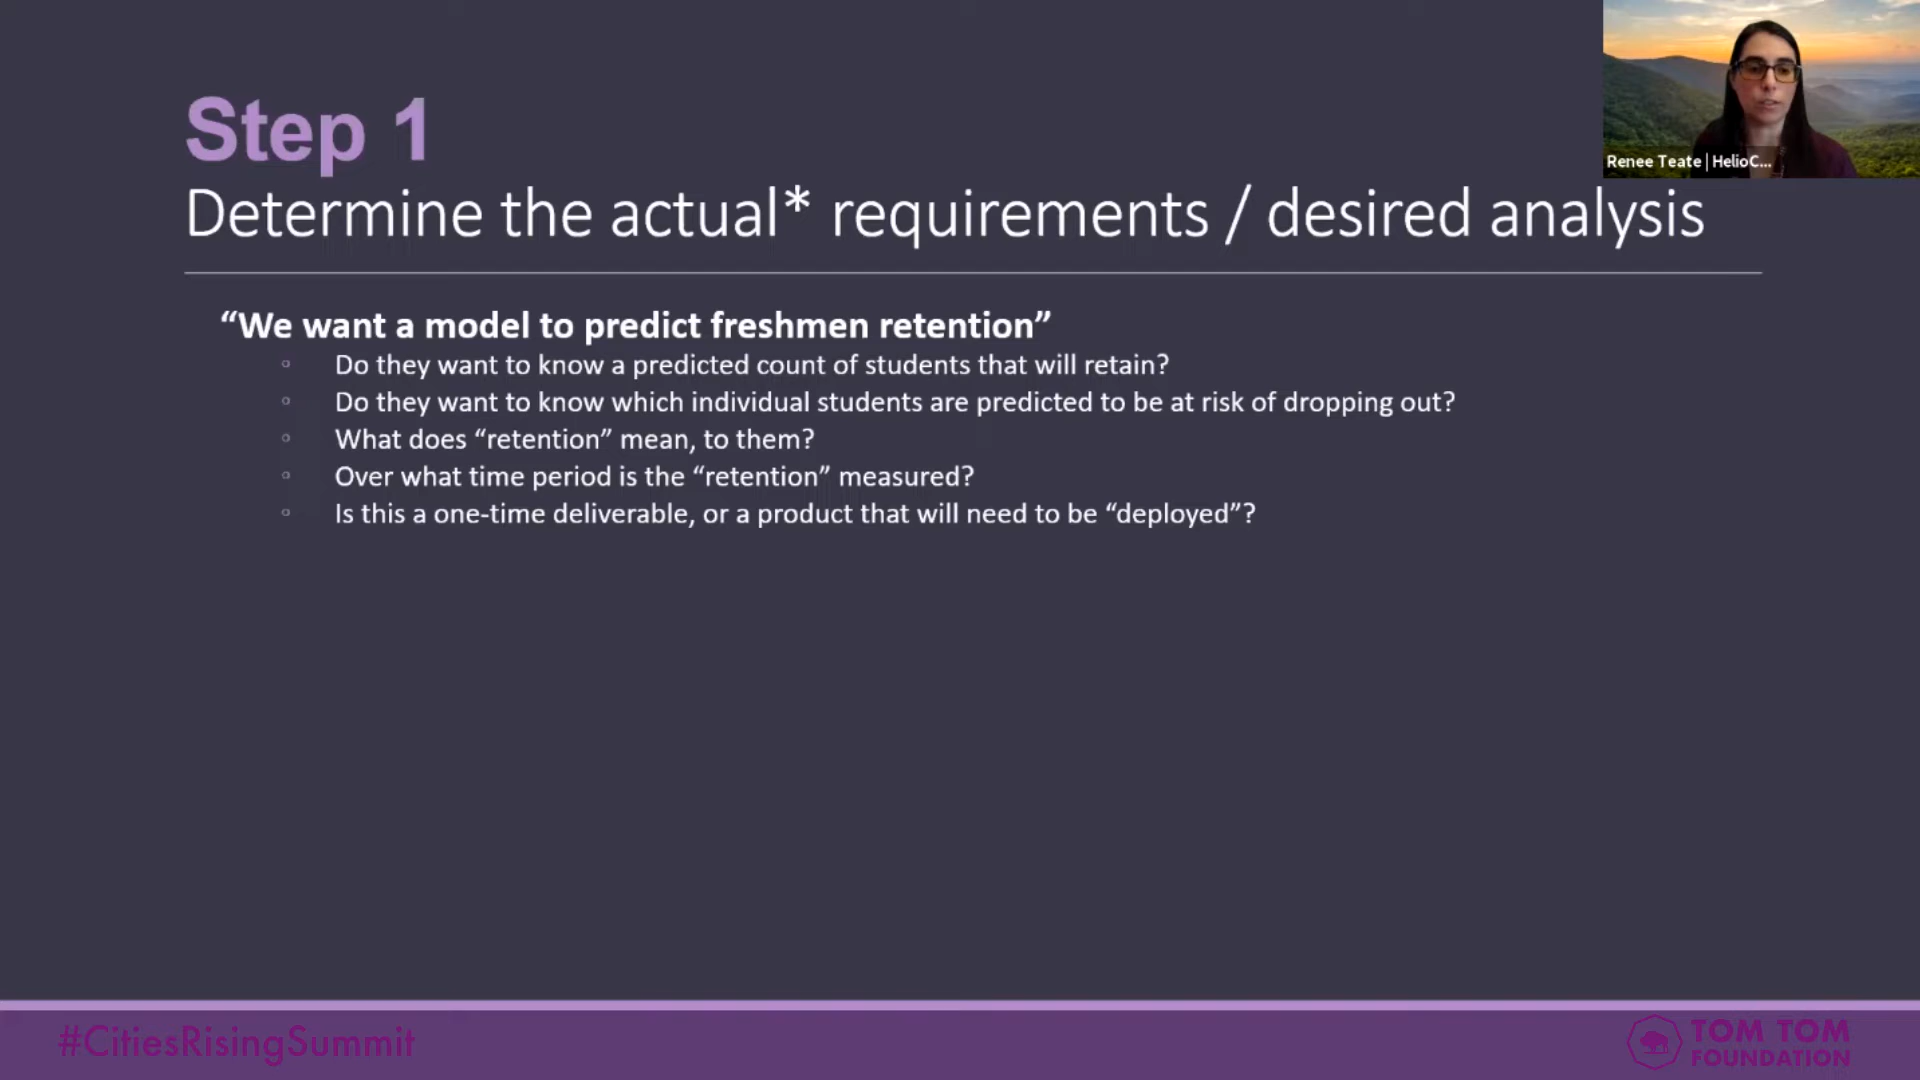 Step 1
Determine the actual* requirements / desired analysis
“We want a model to predict freshmen retention”
Do they want to know a predicted count of students that will retain?
Do they want to know which individual students are predicted to be at risk of dropping out?
What does “retention” mean, to them?
Over what time period is the “retention” measured?
Is this a one-time deliverable, or a product that will need to be “deployed”?
Renee Teate | HelioC...
#CitiesRisingSummit
TOM TOM
FOUNDATION